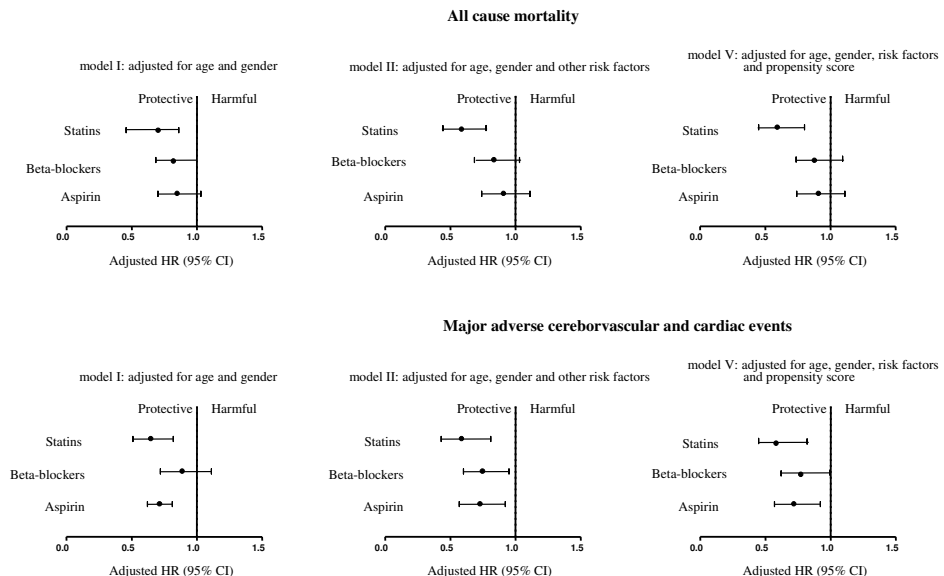 All cause mortality
model I: adjusted for age and gender
model II: adjusted for age, gender and other risk factors
model V: adjusted for age, gender, risk factors
and propensity score
Protective Harmful
Protective Harmful
Protective Harmful
Statins
Statins
Statins
Beta-blockers
Beta-blockers
Beta-blockers
Aspirin
Aspirin
Aspirin
0.0 0.5 1.0 1.5
0.0 0.5 1.0 1.5
0.0 0.5 1.0 1.5
Adjusted HR (95% CI)
Adjusted HR (95% CI)
Adjusted HR (95% CI)
Major adverse cereborvascular and cardiac events
model I: adjusted for age and gender
model II: adjusted for age, gender and other risk factors
model V: adjusted for age, gender, risk factors
and propensity score
Protective Harmful
Protective Harmful
Protective Harmful
Statins
Statins
Statins
Beta-blockers
Beta-blockers
Beta-blockers
Aspirin
Aspirin
Aspirin
0.0 0.5 1.0 1.5
0.0 0.5 1.0 1.5
0.0 0.5 1.0 1.5
Adjusted HR (95% CI)
Adjusted HR (95% CI)
Adjusted HR (95% CI)